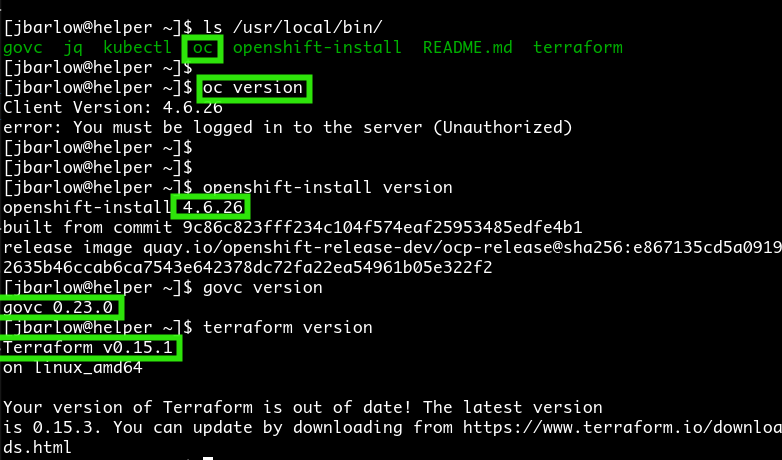 [jbarlow@helper ~]$ ls /usr/local/bin/
govc jq kubectl oc openshift-install README.md terraform
[jbarlow@helper ~]$
[jbarlow@helper ~]$ oc version
Client Version: 4.6.26
error: You must be logged in to the server (Unauthorized)
[jbarlow@helper ~]$
[jbarlow@helper ~]$
[jbarlow@helper ~]$ openshift-install version
openshift-install 4.6.26
built from commit 9c86c823fff234c104f574eaf25953485edfe4b1
release image quay.io/openshift-release-dev/ocp-release@sha256:e867135cd5a0919
2635b46ccab6ca7543e642378dc72fa22ea54961b05e322f2
[jbarlow@helper ~]$ govc version
govc 0.23.0
[jbarlow@helper ~]$ terraform version
Terraform v0.15.1
on linux_amd64
Your version of Terraform is out of date! The latest version
is 0.15.3. You can update by downloading from https://www.terraform.io/downloa
ds.html